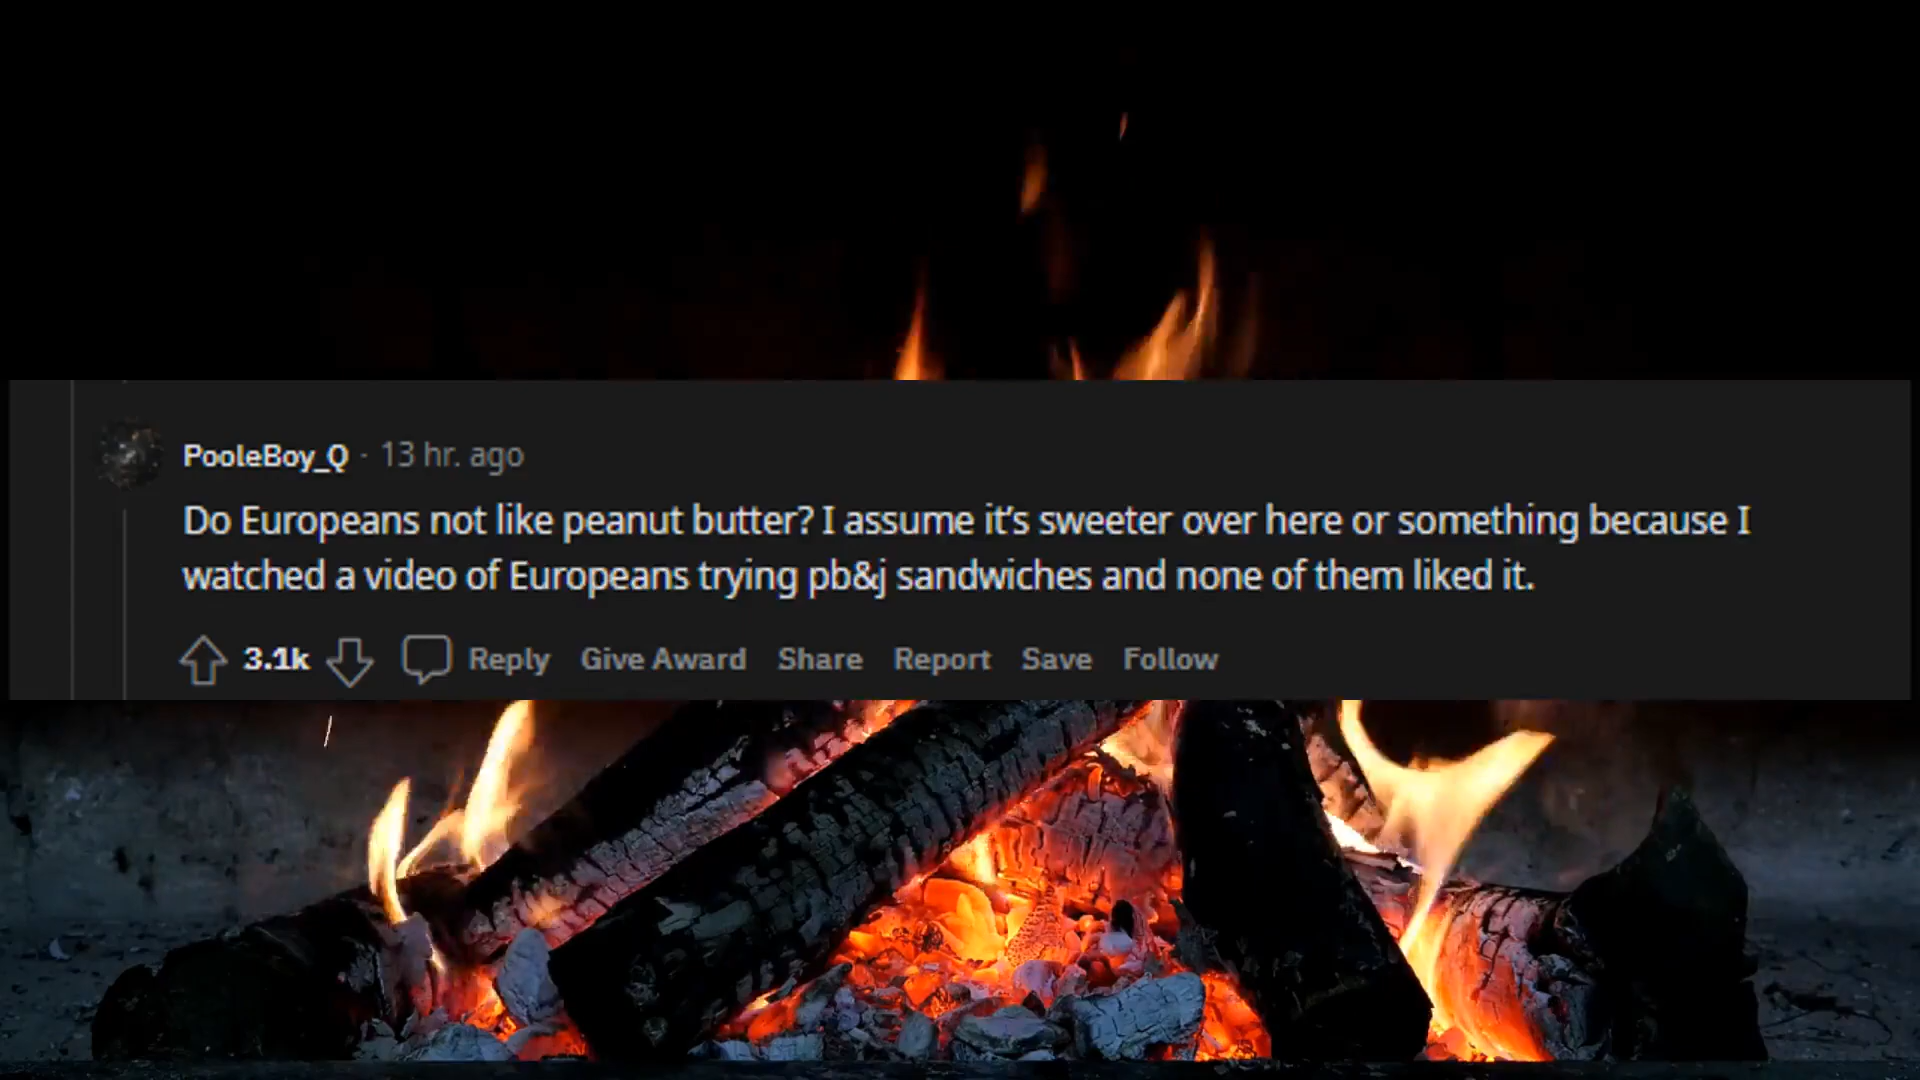 PooleBoy_Q · 13 hr. ago
Do Europeans not like peanut butter? I assume it's sweeter over here or something because I
watched a video of Europeans trying pb&j sandwiches and none of them liked it.
3.1k Reply Give Award Share Report Save Follow